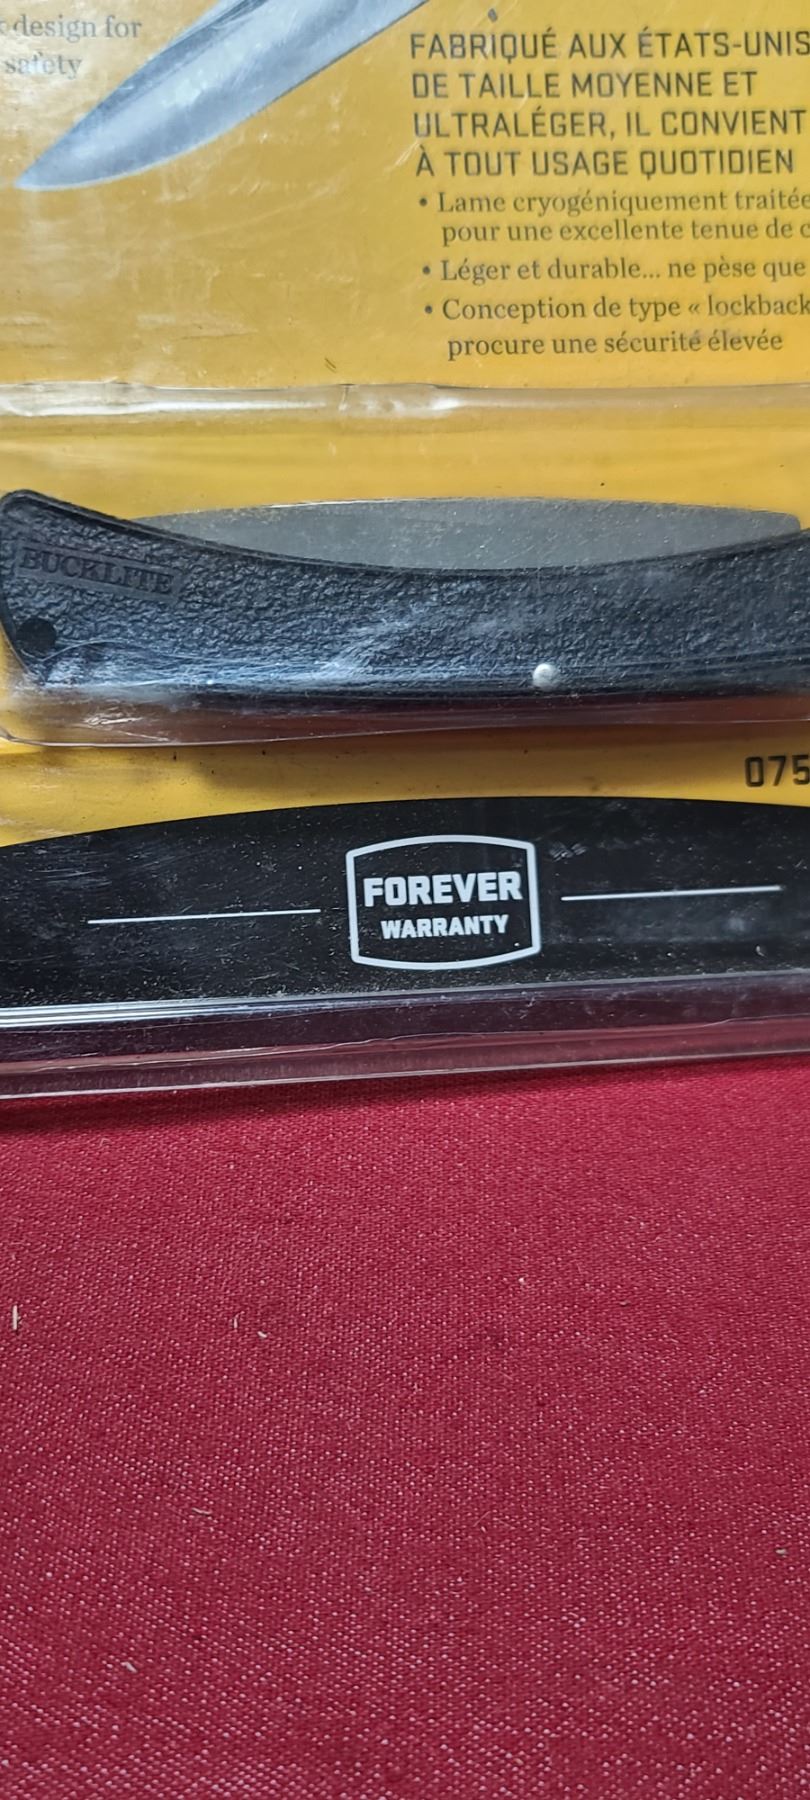 design for
safety
FABRIQUÉ AUX ÉTATS-UNIS
DE TAILLE MOYENNE ET
ULTRALÉGER, IL CONVIENT
À TOUT USAGE QUOTIDIEN
• Lame cryogéniquement traitée
pour une excellente tenue de c
• Léger et durable... ne pèse que
• Conception de type « lockback
procure une sécurité élevée
BUCKLITE
075
FOREVER
WARRANTY